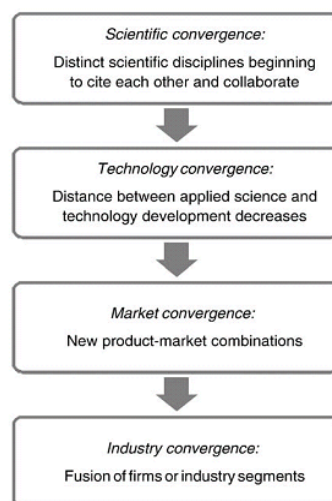 Scientific convergence:
Distinct scientific disciplines beginning
to cite each other and collaborate
Technology convergence:
Distance between applied science and
technology development decreases
Market convergence:
New product-market combinations
Industry convergence:
Fusion of firms or industry segments